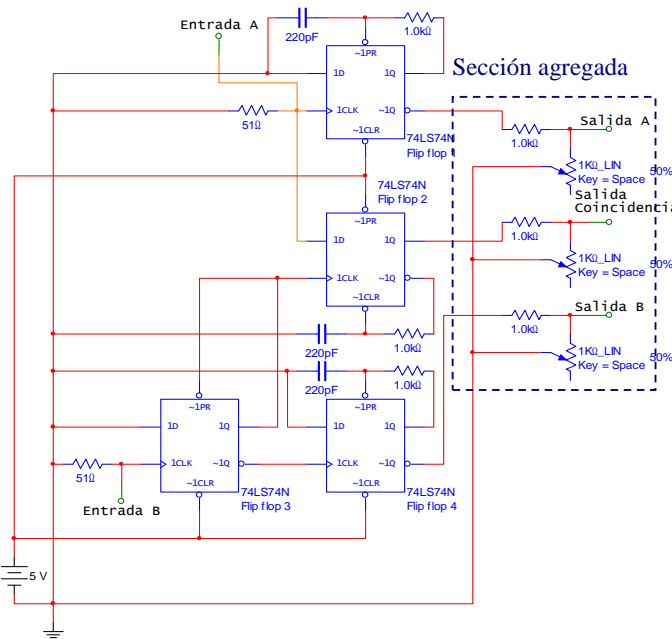 Entrada A
220pF
1.0kΩ
~1PR
1D
1Q
1CLK
~1Q
~1CLR
51Ω
74LS74N
Flip flop 1
Sección agregada
1.0kΩ
Salida A
1KΩ_LIN
Key = Space
50%
74LS74N
Flip flop 2
~1PR
1D
1Q
1CLK
~1Q
~1CLR
1.0kΩ
Salida
Coincidencia
1KΩ_LIN
Key = Space
50%
220pF
1.0kΩ
1.0kΩ
Salida B
1KΩ_LIN
Key = Space
50%
220pF
1.0kΩ
~1PR
1D
1Q
1CLK
~1Q
~1CLR
74LS74N
Flip flop 3
~1PR
1D
1Q
1CLK
~1Q
~1CLR
74LS74N
Flip flop 4
51Ω
Entrada B
5 V